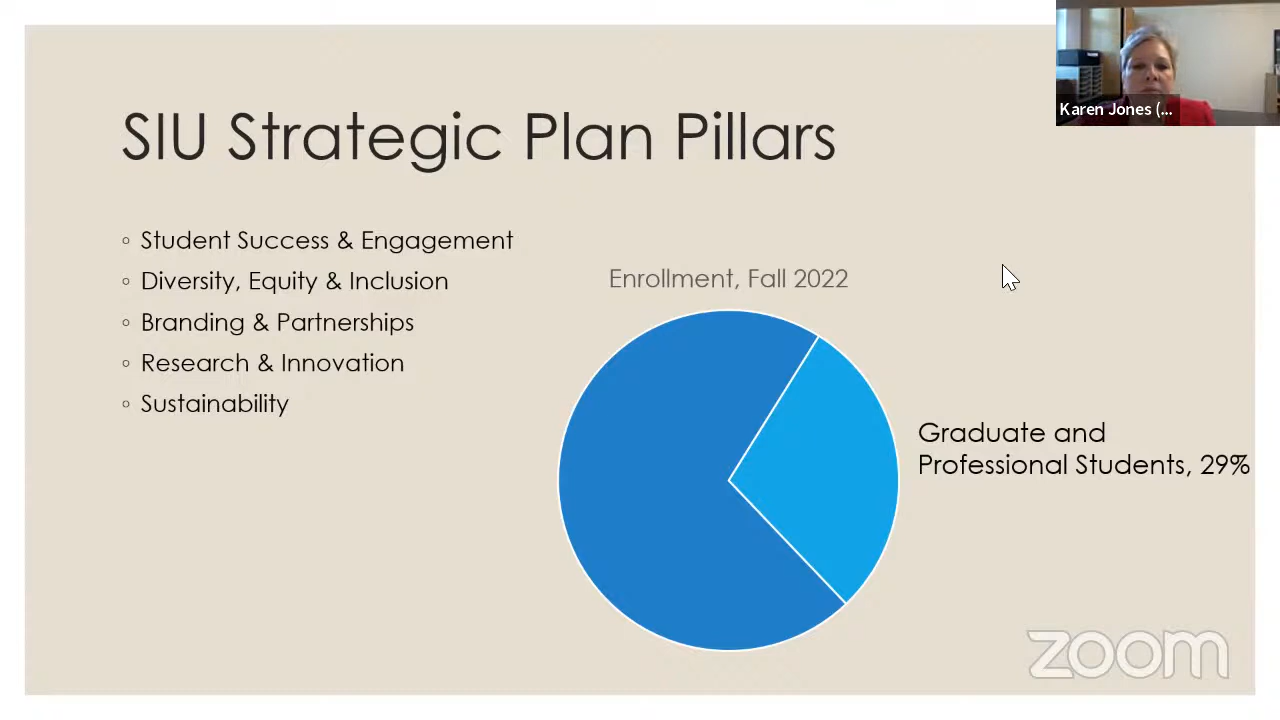 SIU Strategic Plan Pillars
Karen Jones (...
Student Success & Engagement
Diversity, Equity & Inclusion
Branding & Partnerships
Research & Innovation
Sustainability
Enrollment, Fall 2022
Graduate and
Professional Students, 29%
zoom